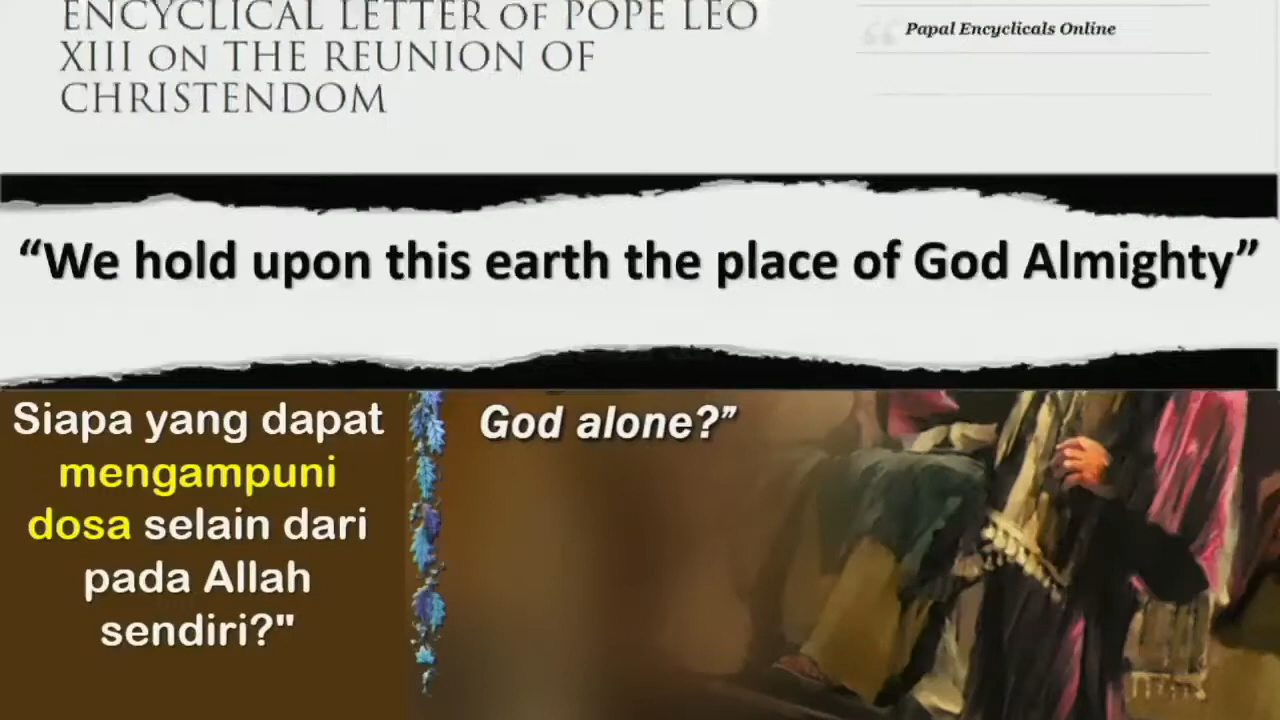 ENCYCLICAL LETTER OF POPE LEO
XIII ON THE REUNION OF
CHRISTENDOM
Papal Encyclicals Online
“We hold upon this earth the place of God Almighty”
Siapa yang dapat
mengampuni
dosa selain dari
pada Allah
sendiri?"
God alone?”